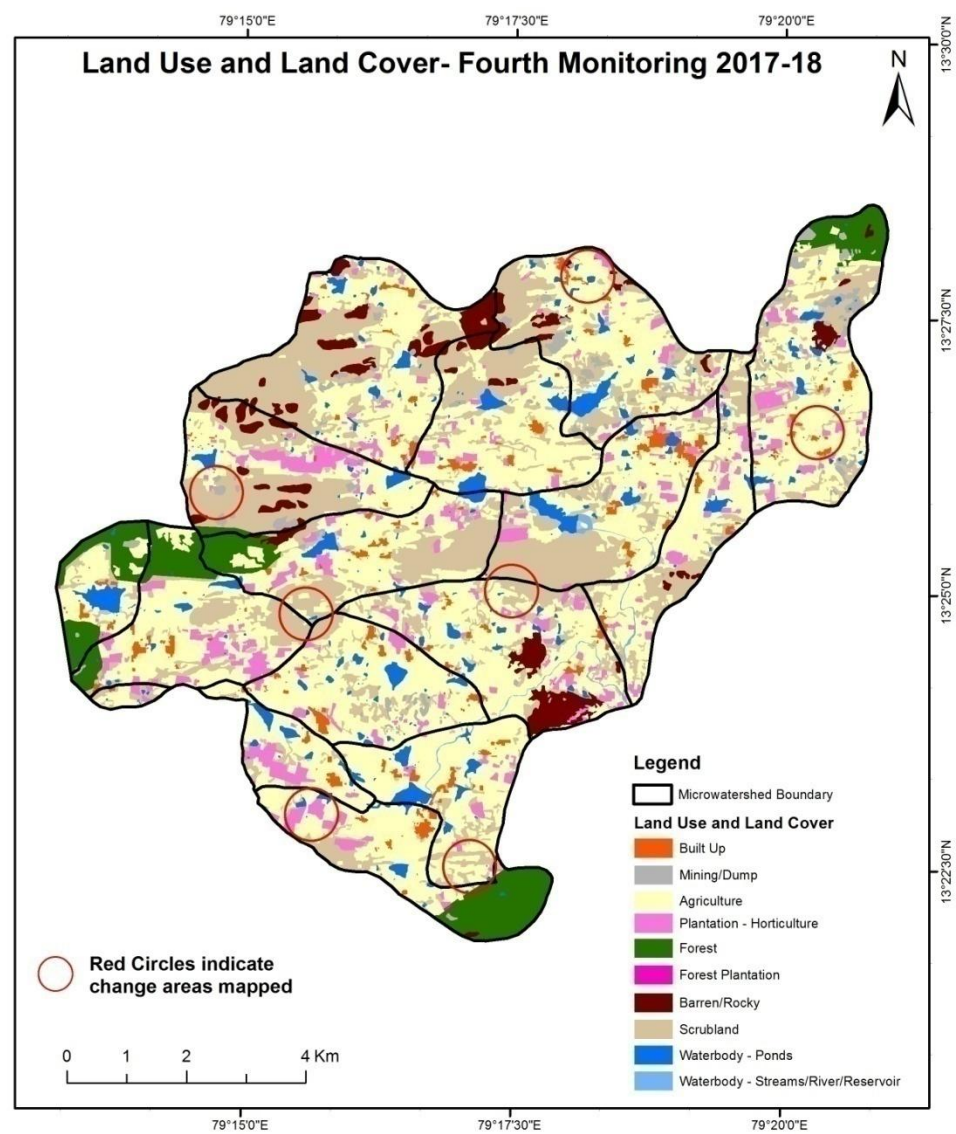 79°15'0"E 79°17'30"E 79°20'0"E
Land Use and Land Cover- Fourth Monitoring 2017-18
N
13°30'0"N
13°27'30"N
13°25'0"N
13°22'30"N
Legend
Microwatershed Boundary
Land Use and Land Cover
Built Up
Mining/Dump
Agriculture
Plantation - Horticulture
Forest
Forest Plantation
Barren/Rocky
Scrubland
Waterbody - Ponds
Waterbody - Streams/River/Reservoir
Red Circles indicate
change areas mapped
0 1 2 4 Km
79°15'0"E 79°17'30"E 79°20'0"E